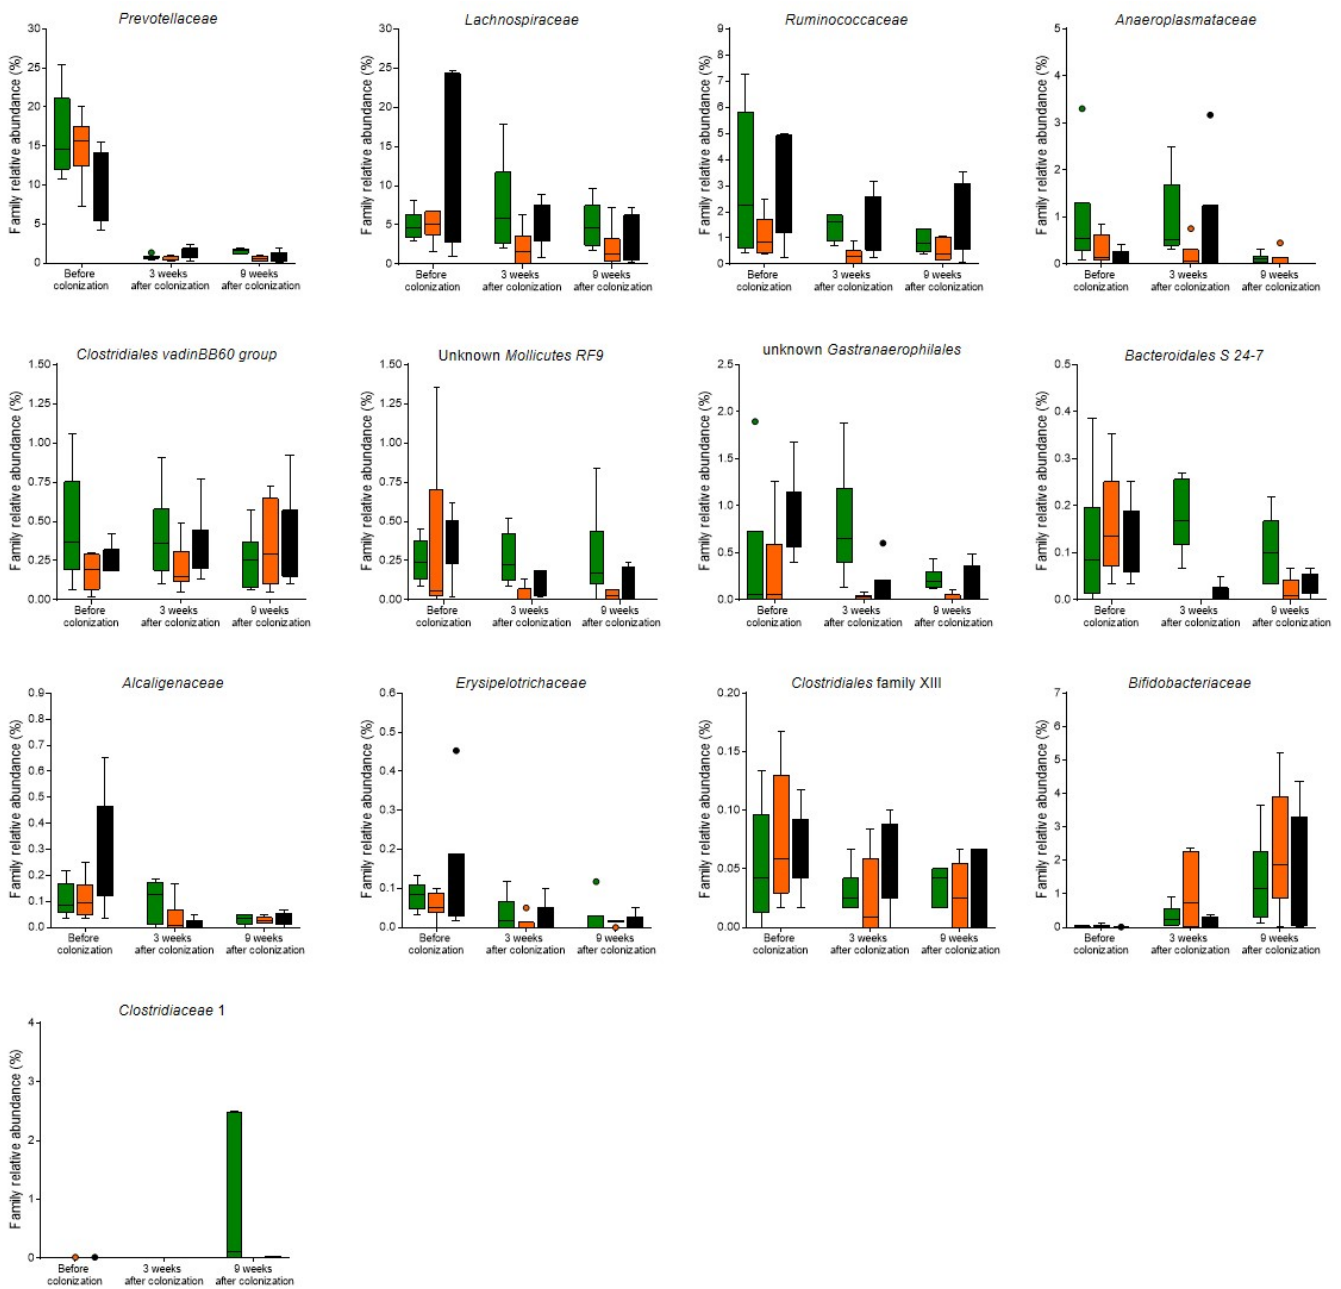 Prevotellaceae
Family relative abundance (%)
30
25
20
15
10
5
0
Before
colonization
3 weeks
after colonization
9 weeks
after colonization
Lachnospiraceae
Family relative abundance (%)
30
25
20
15
10
5
0
Before
colonization
3 weeks
after colonization
9 weeks
after colonization
Ruminococcaceae
Family relative abundance (%)
9
8
7
6
5
4
3
2
1
0
Before
colonization
3 weeks
after colonization
9 weeks
after colonization
Anaeroplasmataceae
Family relative abundance (%)
5
4
3
2
1
0
Before
colonization
3 weeks
after colonization
9 weeks
after colonization
Clostridiales vadinBB60 group
Family relative abundance (%)
1.50
1.25
1.00
0.75
0.50
0.25
0.00
Before
colonization
3 weeks
after colonization
9 weeks
after colonization
Unknown Mollicutes RF9
Family relative abundance (%)
1.50
1.25
1.00
0.75
0.50
0.25
0.00
Before
colonization
3 weeks
after colonization
9 weeks
after colonization
unknown Gastranaerophilales
Family relative abundance (%)
2.5
2.0
1.5
1.0
0.5
0.0
Before
colonization
3 weeks
after colonization
9 weeks
after colonization
Bacteroidales S 24-7
Family relative abundance (%)
0.5
0.4
0.3
0.2
0.1
0.0
Before
colonization
3 weeks
after colonization
9 weeks
after colonization
Alcaligenaceae
Family relative abundance (%)
0.9
0.8
0.7
0.6
0.5
0.4
0.3
0.2
0.1
0.0
Before
colonization
3 weeks
after colonization
9 weeks
after colonization
Erysipelotrichaceae
Family relative abundance (%)
0.6
0.5
0.4
0.3
0.2
0.1
0.0
Before
colonization
3 weeks
after colonization
9 weeks
after colonization
Clostridiales family XIII
Family relative abundance (%)
0.20
0.15
0.10
0.05
0.00
Before
colonization
3 weeks
after colonization
9 weeks
after colonization
Bifidobacteriaceae
Family relative abundance (%)
7
6
5
4
3
2
1
0
Before
colonization
3 weeks
after colonization
9 weeks
after colonization
Clostridiaceae 1
Family relative abundance (%)
4
3
2
1
0
Before
colonization
3 weeks
after colonization
9 weeks
after colonization